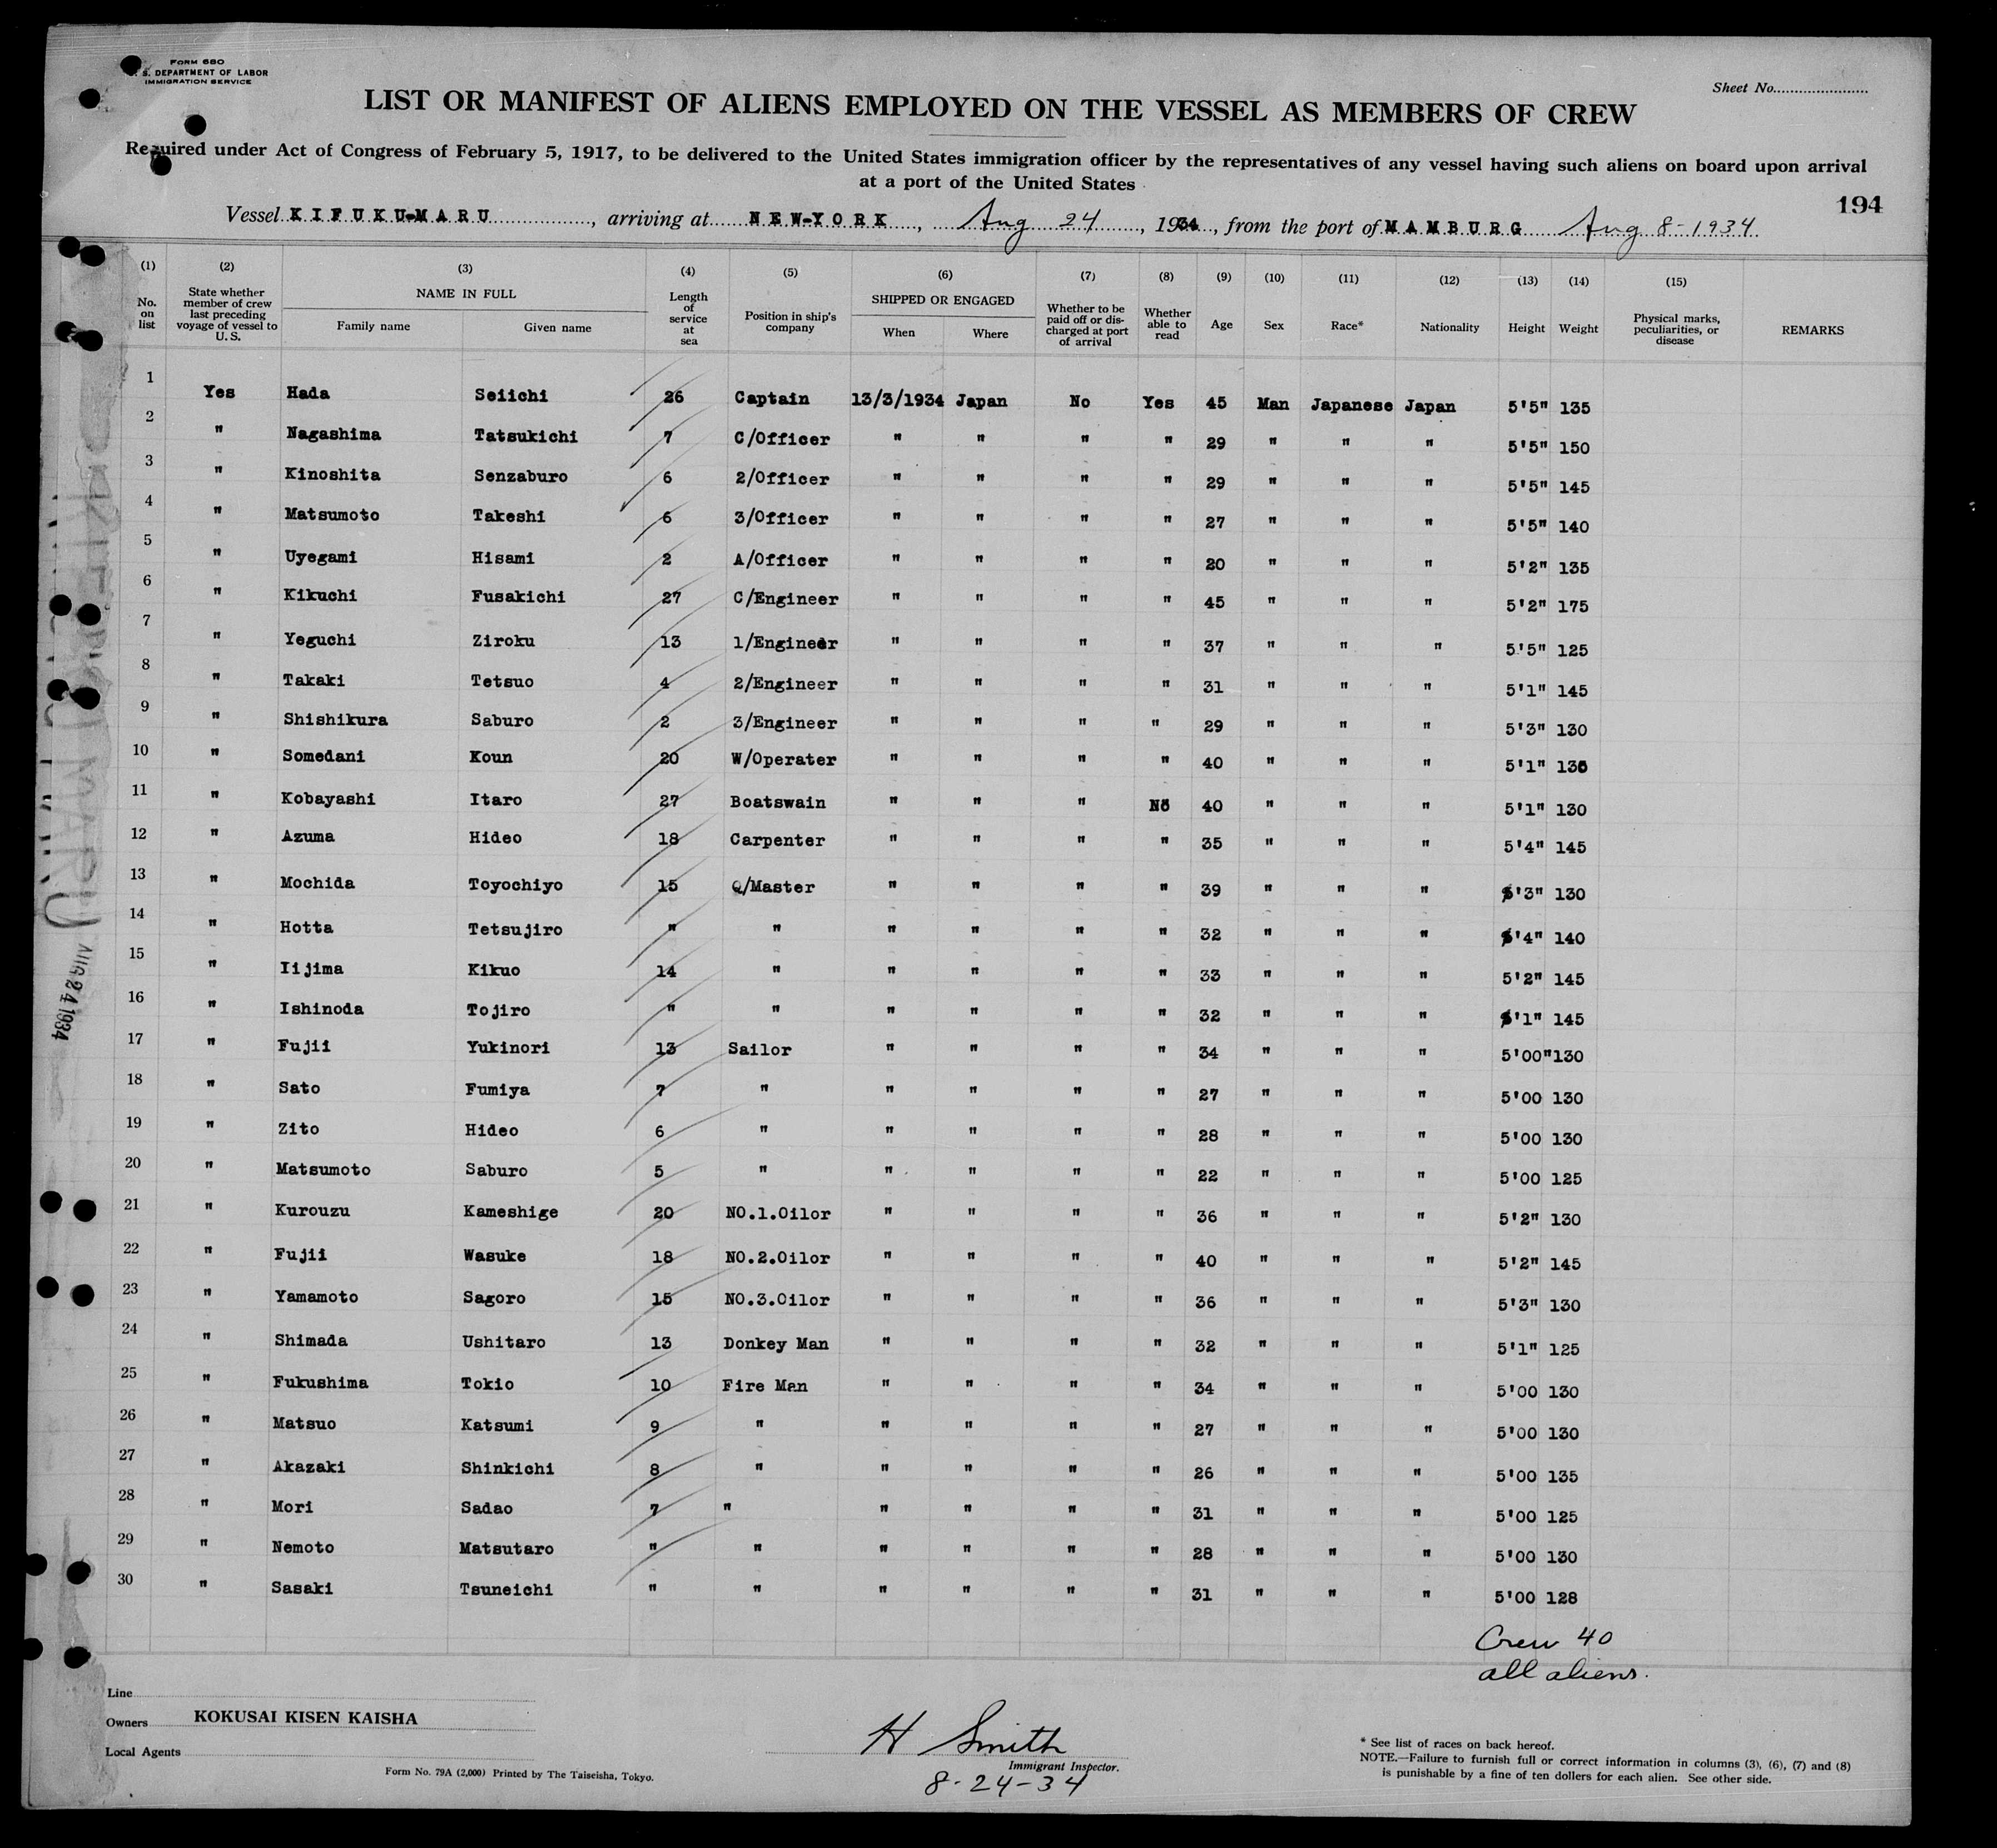 FORM 680
U. S. DEPARTMENT OF LABOR
IMMIGRATION SERVICE
Sheet No.
LIST OR MANIFEST OF ALIENS EMPLOYED ON THE VESSEL AS MEMBERS OF CREW
Required under Act of Congress of February 5, 1917, to be delivered to the United States immigration officer by the representatives of any vessel having such aliens on board upon arrival
at a port of the United States
194
Vessel KIFUKU-MARU, arriving at NEW-YORK, Aug 24, 1934, from the port of MAMBURG Aug 8-1934
(1) (2) (3) (4) (5) (6) (7) (8) (9) (10) (11) (12) (13) (14) (15)
No. on list State whether member of crew last preceding voyage of vessel to U. S. NAME IN FULL Family name Given name Length of service at sea Position in ship's company SHIPPED OR ENGAGED When Where Whether to be paid off or discharged at port of arrival Whether able to read Age Sex Race* Nationality Height Weight Physical marks, peculiarities, or disease REMARKS
1 Yes Hada Seiichi 26 Captain 13/3/1934 Japan No Yes 45 Man Japanese Japan 5'5" 135
2 " Nagashima Tatsukichi 7 C/Officer " " " " 29 " " " 5'5" 150
3 " Kinoshita Senzaburo 6 2/Officer " " " " 29 " " " 5'5" 145
4 " Matsumoto Takeshi 6 3/Officer " " " " 27 " " " 5'5" 140
5 " Uyegami Hisami 2 A/Officer " " " " 20 " " " 5'2" 135
6 " Kikuchi Fusakichi 27 C/Engineer " " " " 45 " " " 5'2" 175
7 " Yeguchi Ziroku 13 1/Engineer " " " " 37 " " " 5'5" 125
8 " Takaki Tetsuo 4 2/Engineer " " " " 31 " " " 5'1" 145
9 " Shishikura Saburo 2 3/Engineer " " " " 29 " " " 5'3" 130
10 " Somedani Koun 20 W/Operater " " " " 40 " " " 5'1"
11 " Kobayashi Itaro 27 Boatswain " " " No 40 " " " 5'1" 130
12 " Azuma Hideo 18 Carpenter " " " " 35 " " " 5'4" 145
13 " Mochida Toyochiyo 15 Q/Master " " " " 39 " " " 5'3" 130
14 " Hotta Tetsujiro " " " " " " 32 " " " 5'4" 140
15 " Iijima Kikuo 14 " " " " " 33 " " " 5'2" 145
16 " Ishinoda Tojiro " " " " " " 32 " " " 5'1" 145
17 " Fujii Yukinori 13 Sailor " " " " 34 " " " 5'00" 130
18 " Sato Fumiya 7 " " " " " 27 " " " 5'00 130
19 " Zito Hideo 6 " " " " " 28 " " " 5'00 130
20 " Matsumoto Saburo 5 " " " " " 22 " " " 5'00 125
21 " Kurouzu Kameshige 20 NO.1.Oilor " " " " 36 " " " 5'2" 130
22 " Fujii Wasuke 18 NO.2.Oilor " " " " 40 " " " 5'2" 145
23 " Yamamoto Sagoro 15 NO.3.Oilor " " " " 36 " " " 5'3" 130
24 " Shimada Ushitaro 13 Donkey Man " " " " 32 " " " 5'1" 125
25 " Fukushima Tokio 10 Fire Man " " " " 34 " " " 5'00 130
26 " Matsuo Katsumi 9 " " " " " 27 " " " 5'00 130
27 " Akazaki Shinkichi 8 " " " " " 26 " " " 5'00 135
28 " Mori Sadao 7 " " " " " 31 " " " 5'00 125
29 " Nemoto Matsutaro " " " " " " 28 " " " 5'00 130
30 " Sasaki Tsuneichi " " " " " " 31 " " " 5'00 128
AUG 24 1934
Crew 40
all aliens.
Line
Owners KOKUSAI KISEN KAISHA
Local Agents
Form No. 79A (2,000) Printed by The Taiseisha, Tokyo.
H Smith
Immigrant Inspector.
8-24-34
* See list of races on back hereof.
NOTE.—Failure to furnish full or correct information in columns (3), (6), (7) and (8)
is punishable by a fine of ten dollars for each alien. See other side.